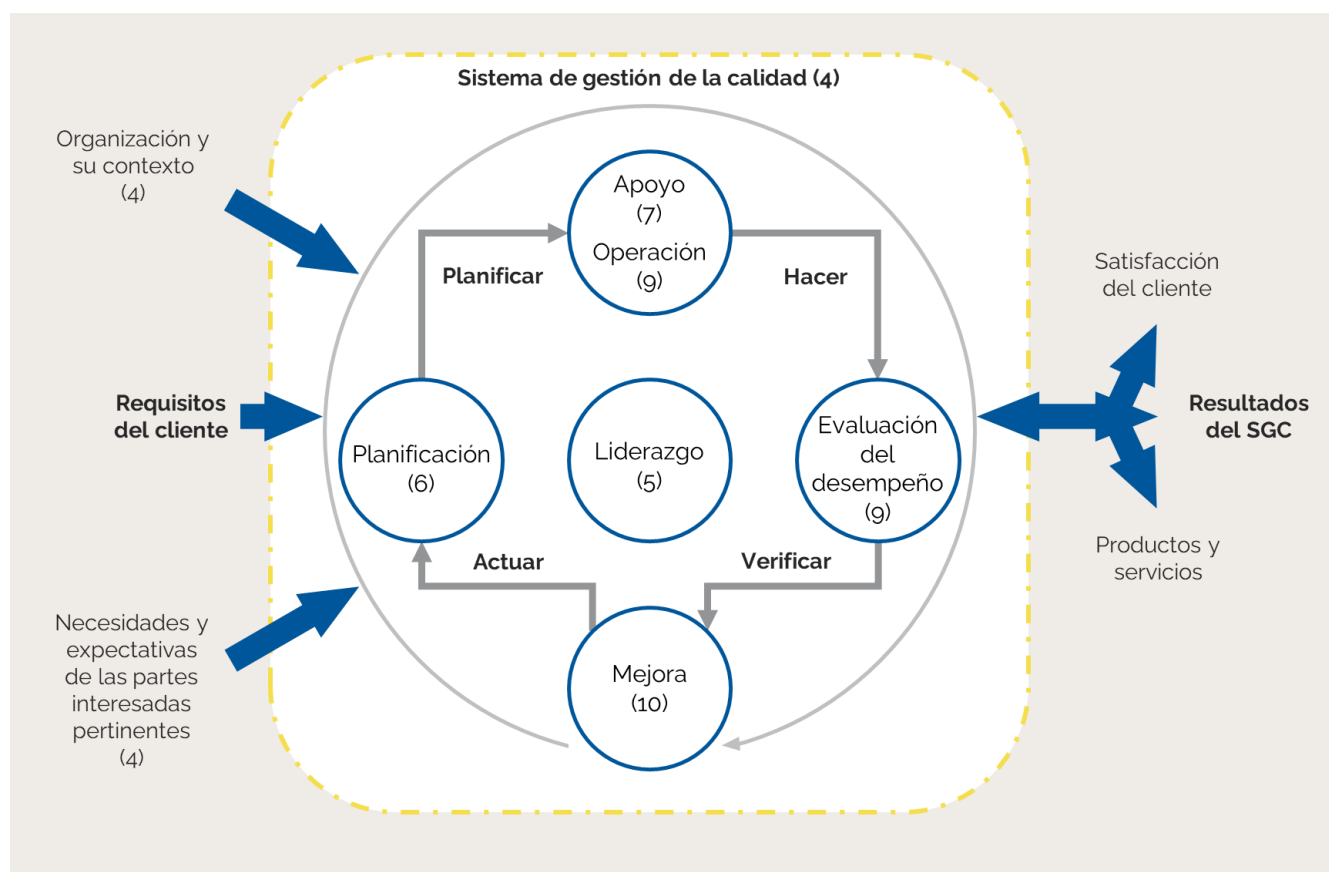 Sistema de gestión de la calidad (4)
Organización y
su contexto
(4)
Requisitos
del cliente
Necesidades y
expectativas
de las partes
interesadas
pertinentes
(4)
Apoyo
(7)
Operación
(9)
Planificar
Hacer
Planificación
(6)
Liderazgo
(5)
Evaluación
del
desempeño
(9)
Actuar
Verificar
Mejora
(10)
Satisfacción
del cliente
Resultados
del SGC
Productos y
servicios